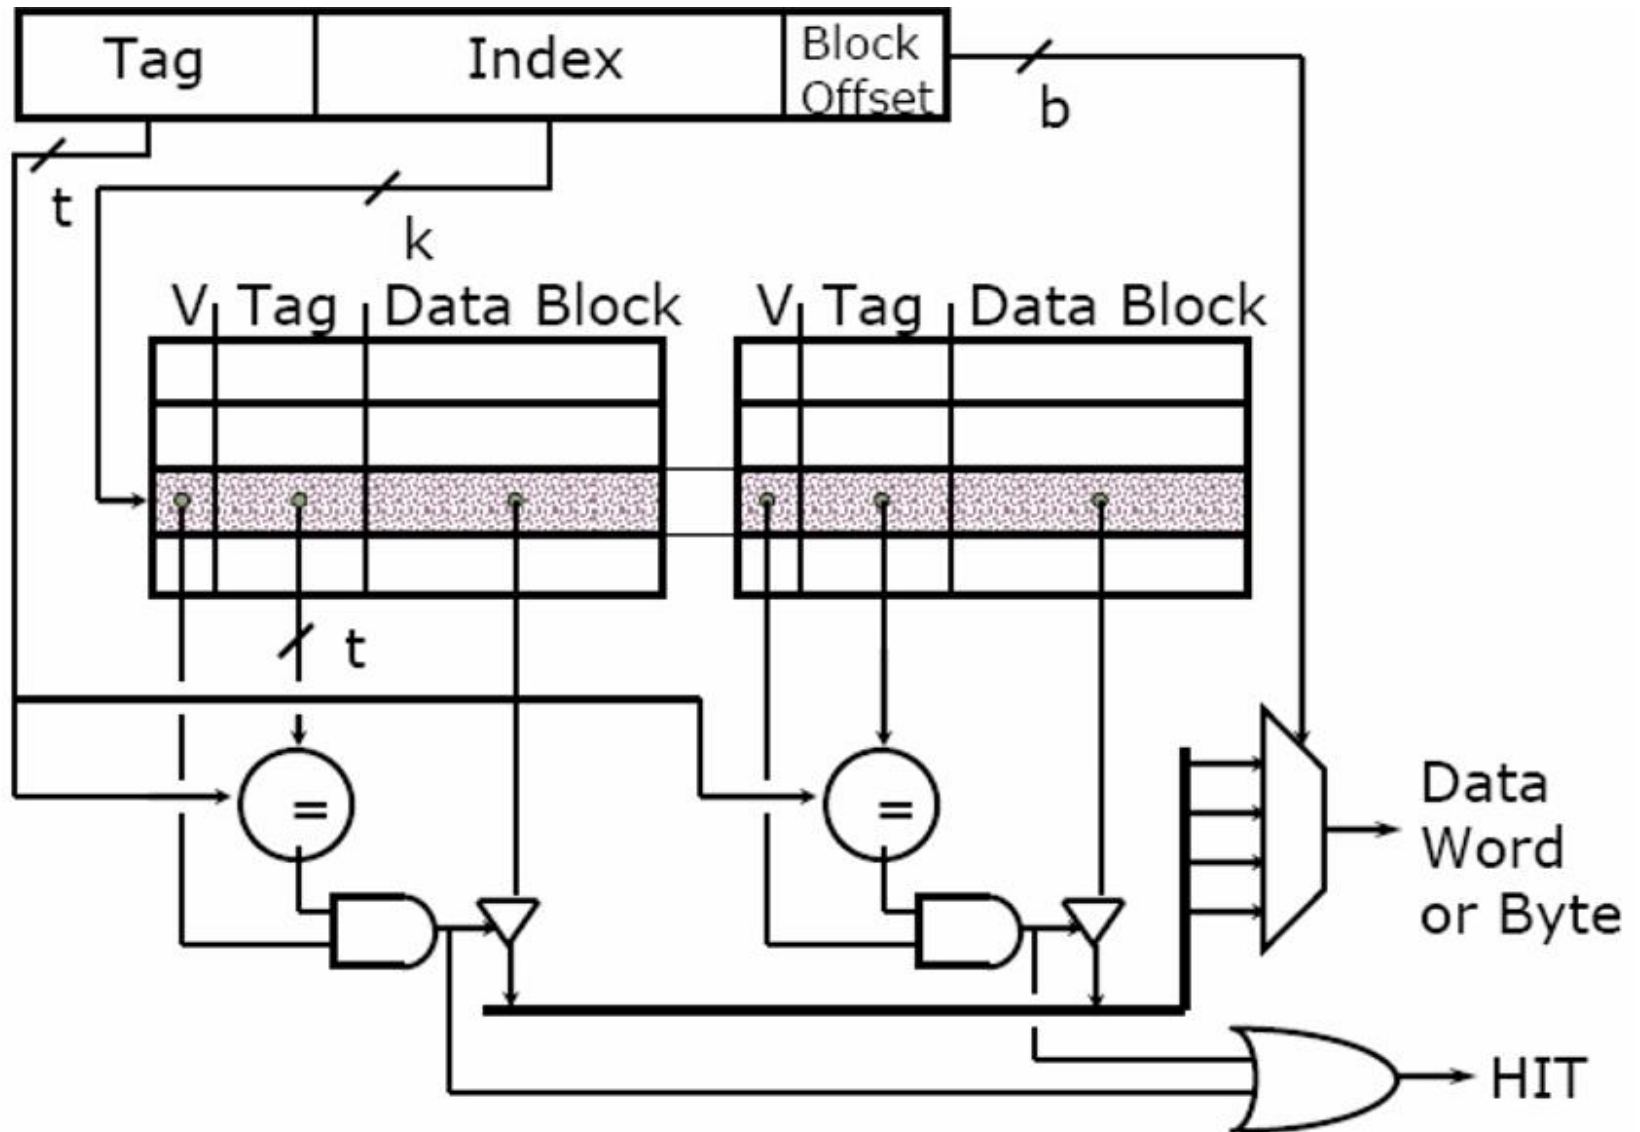 Tag Index Block
Offset
b
t
k
V Tag Data Block V Tag Data Block
t
= =
Data
Word
or Byte
HIT